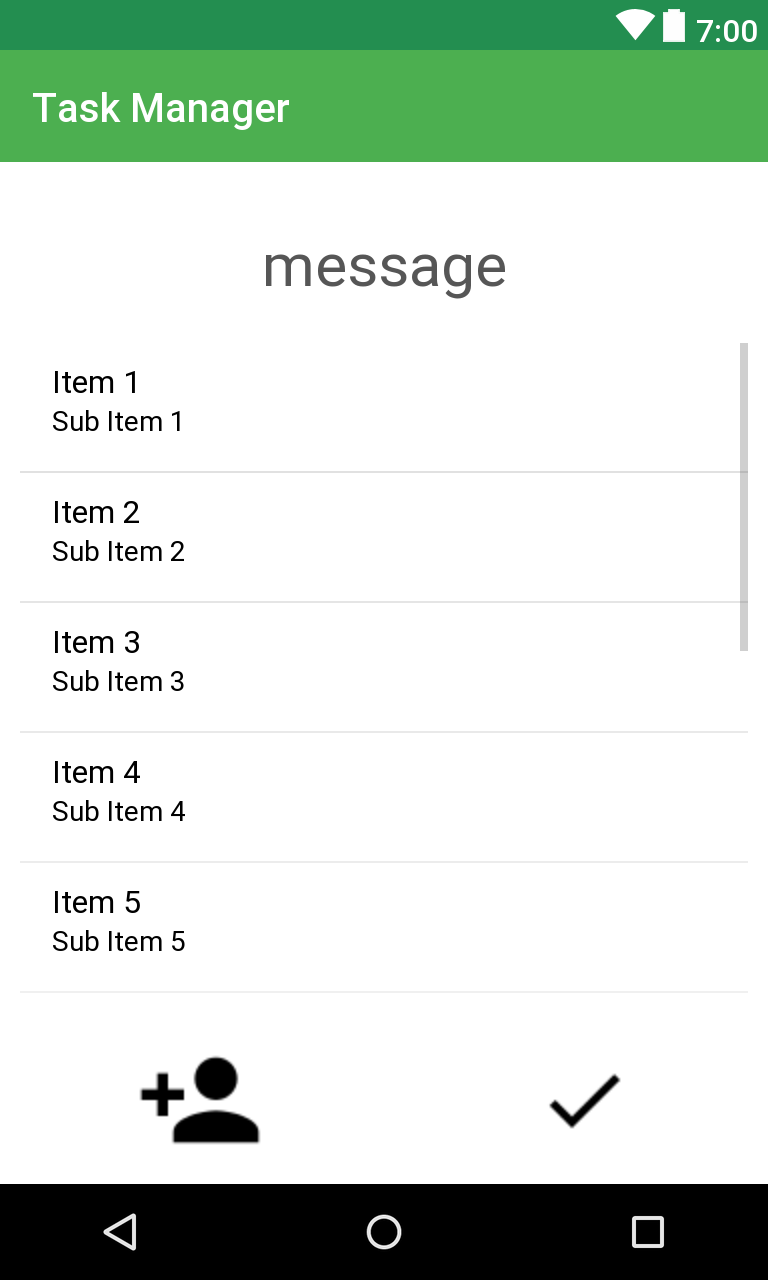 7:00
Task Manager
message
Item 1
Sub Item 1
Item 2
Sub Item 2
Item 3
Sub Item 3
Item 4
Sub Item 4
Item 5
Sub Item 5